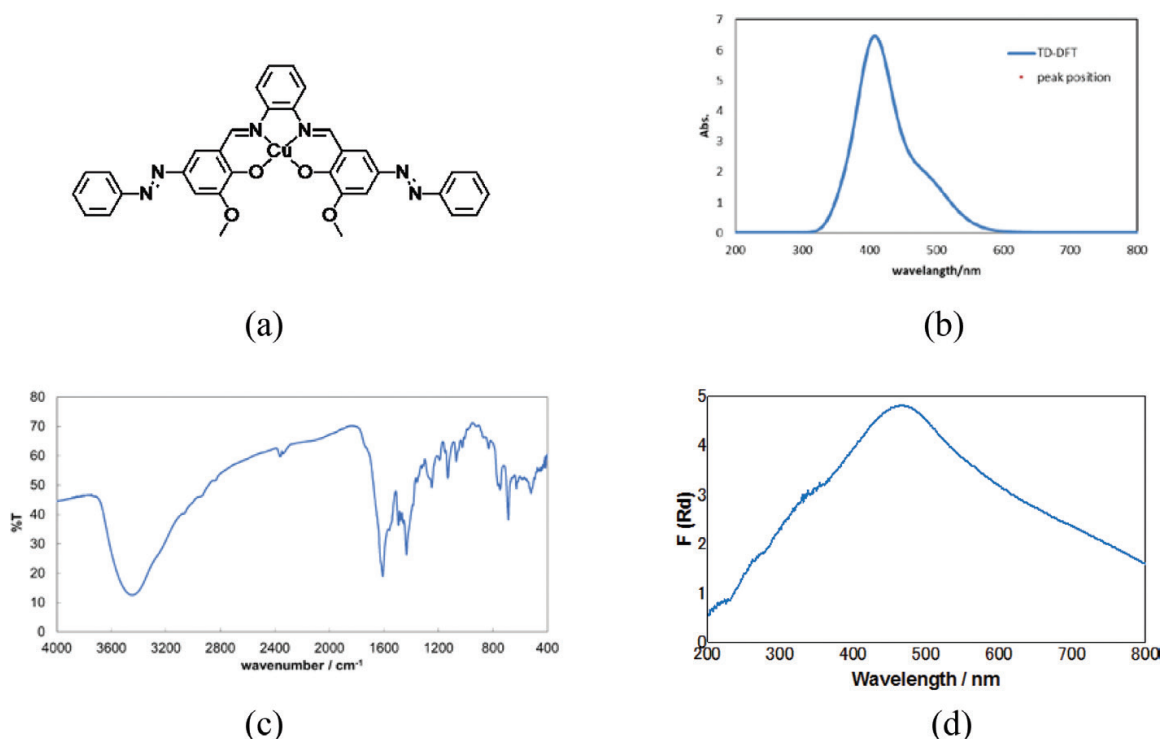 N
N
Cu
N
N
O
O
N
N
O
O
(a)
7
6
5
4
3
2
1
0
Abs.
TD-DFT
peak position
200 300 400 500 600 700 800
wavelangth/nm
(b)
80
70
60
50
40
30
20
10
0
%T
4000 3600 3200 2800 2400 2000 1600 1200 800 400
wavenumber / cm⁻¹
(c)
5
4
3
2
1
0
F (Rd)
200 300 400 500 600 700 800
Wavelength / nm
(d)